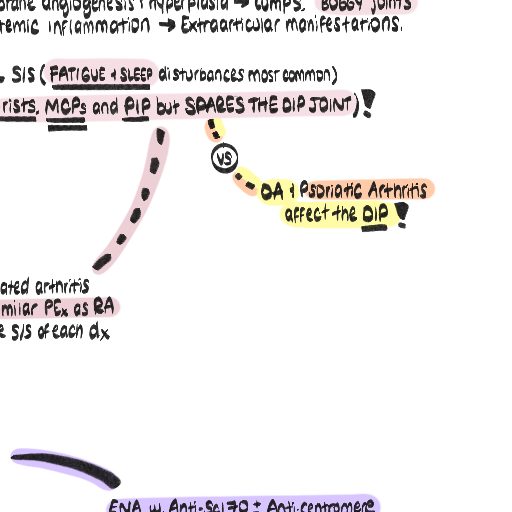 angiogenesis, hyperplasia → BOGGY JOINTS
temic inflammation → Extraarticular manifestations.
S/S (FATIGUE + SLEEP disturbances most common)
rists, MCPs and PIP but SPARES THE DIP JOINT)!
VS
OA + Psoriatic Arthritis
affect the DIP!
ated arthritis
milar PEx as RA
e S/S of each dx
ENA w. Anti-Scl70 ± Anti-centromere